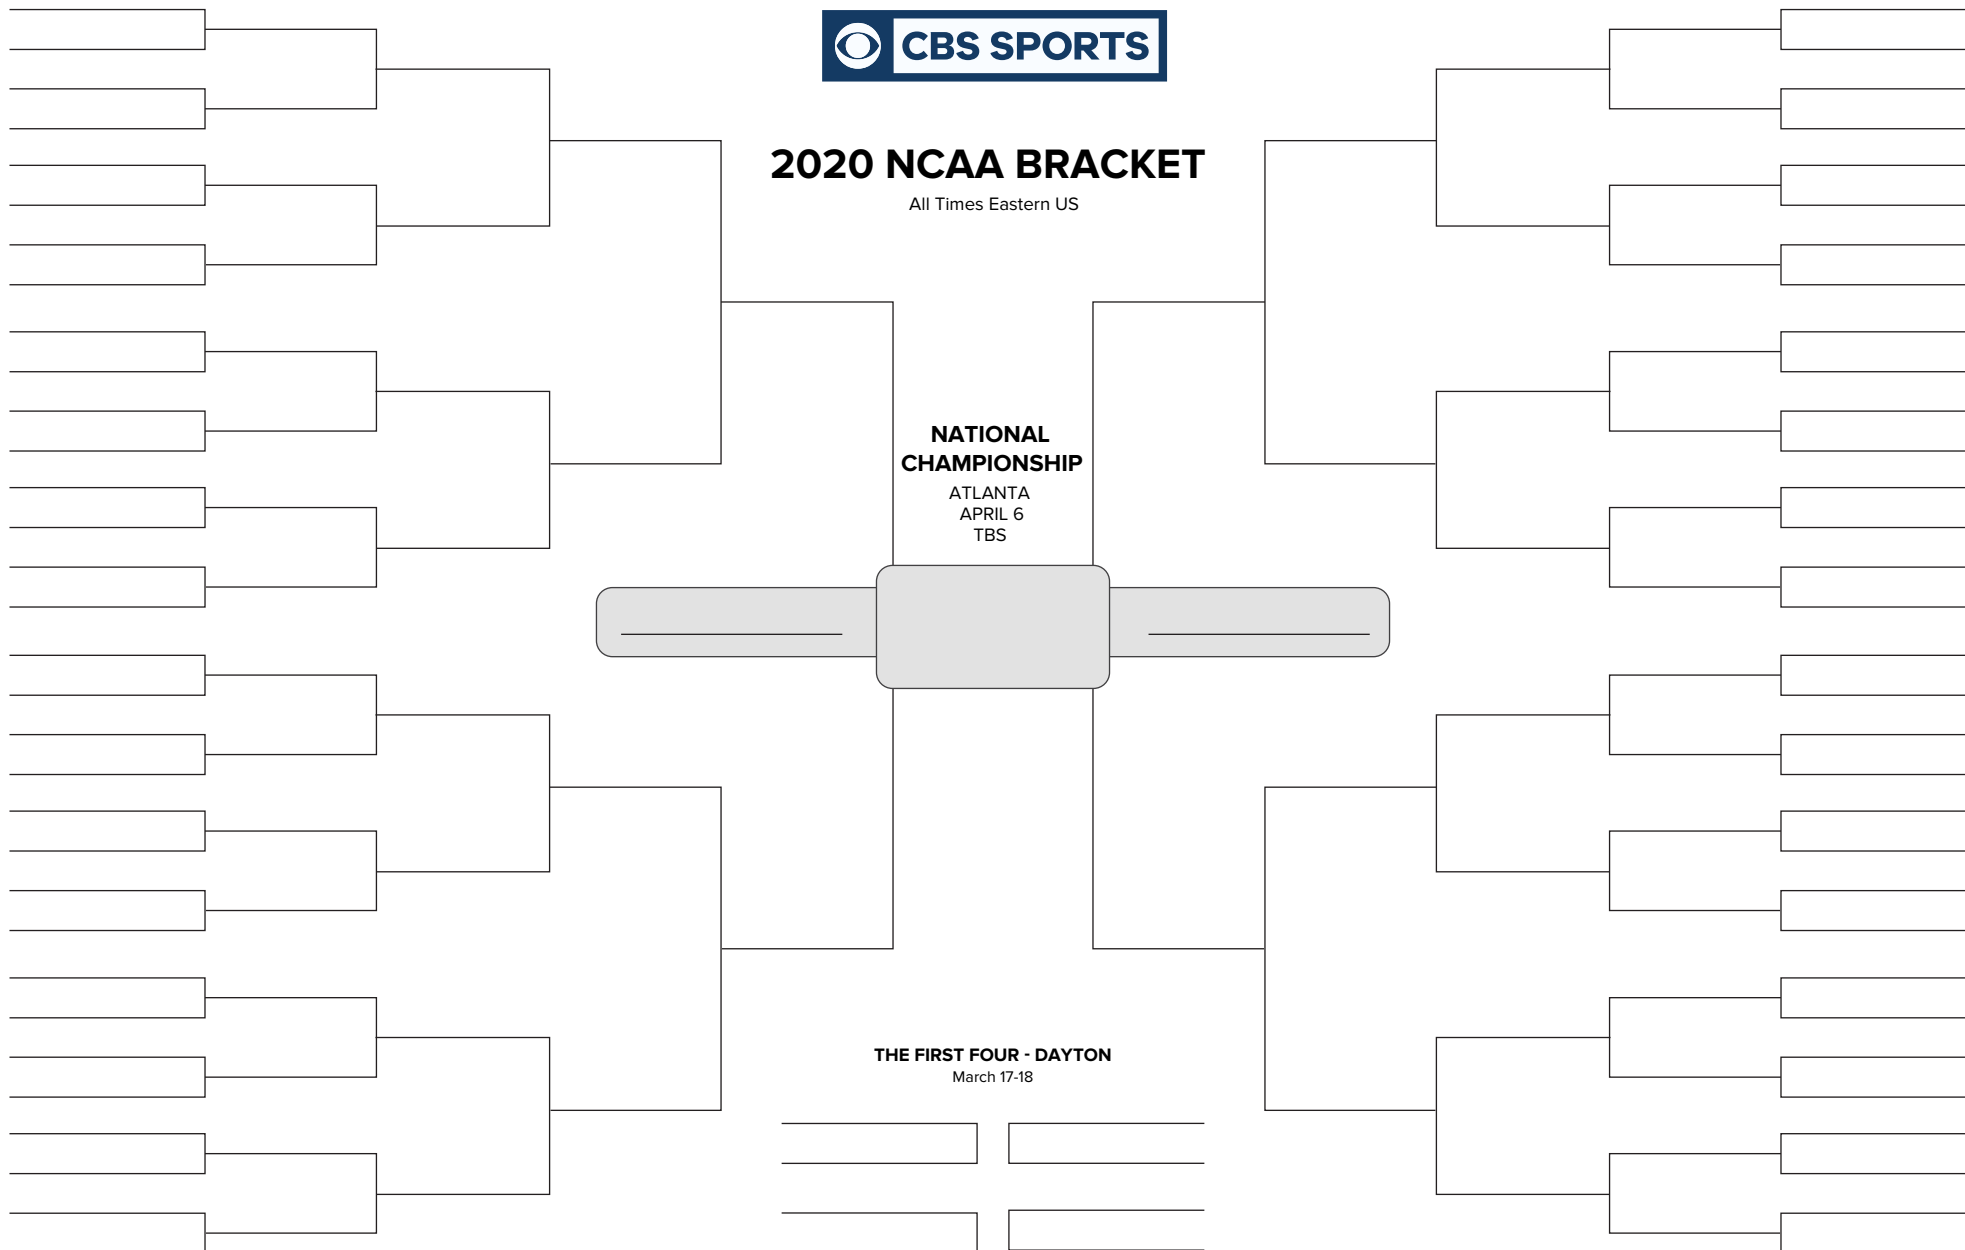 CBS SPORTS
2020 NCAA BRACKET
All Times Eastern US
NATIONAL
CHAMPIONSHIP
ATLANTA
APRIL 6
TBS
THE FIRST FOUR - DAYTON
March 17-18